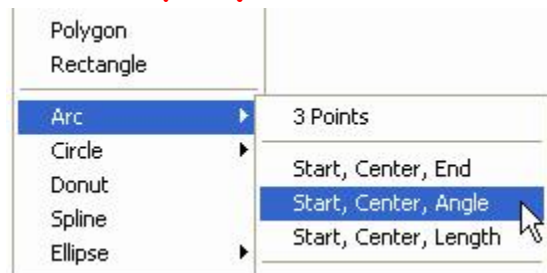 Polygon
Rectangle
Arc
Circle
Donut
Spline
Ellipse
3 Points
Start, Center, End
Start, Center, Angle
Start, Center, Length